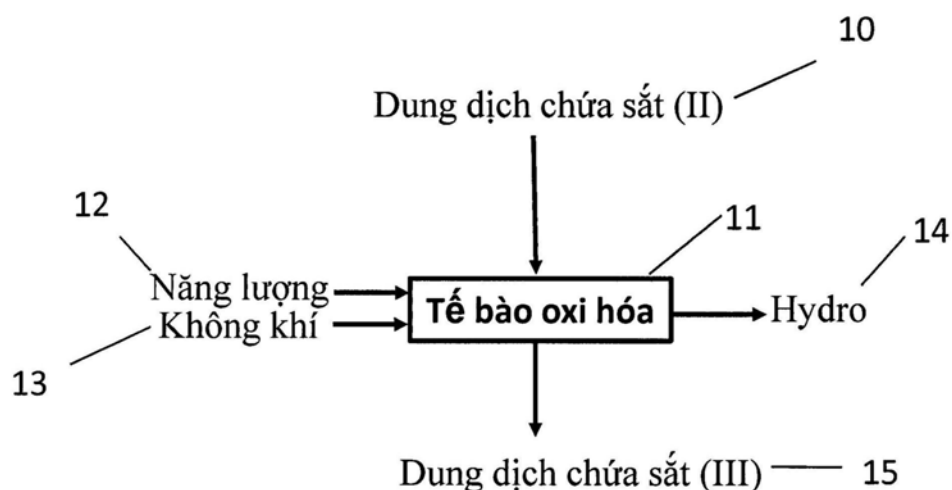 10
Dung dịch chứa sắt (II)
12
11
14
Năng lượng
Tế bào oxi hóa
Hydro
Không khí
13
Dung dịch chứa sắt (III)
15